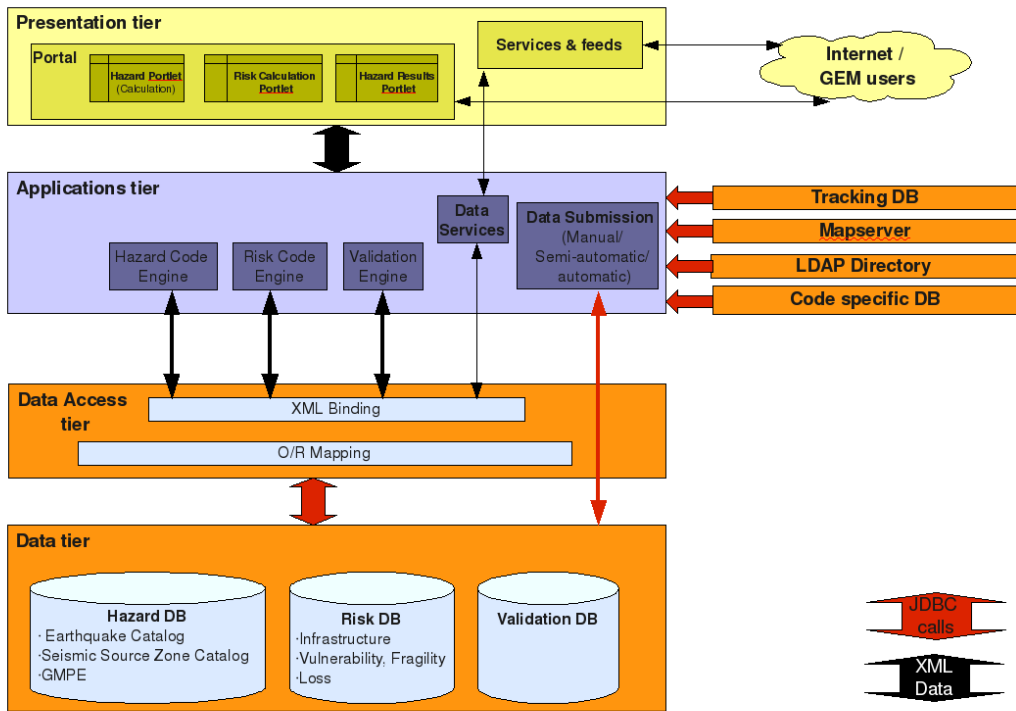 Presentation tier
Portal
Hazard Portlet
(Calculation)
Risk Calculation
Portlet
Hazard Results
Portlet
Services & feeds
Internet /
GEM users
Applications tier
Hazard Code
Engine
Risk Code
Engine
Validation
Engine
Data
Services
Data Submission
(Manual/
Semi-automatic/
automatic)
Tracking DB
Mapserver
LDAP Directory
Code specific DB
Data Access
tier
XML Binding
O/R Mapping
Data tier
Hazard DB
· Earthquake Catalog
·Seismic Source Zone Catalog
·GMPE
Risk DB
·Infrastructure
·Vulnerability, Fragility
·Loss
Validation DB
JDBC
calls
XML
Data